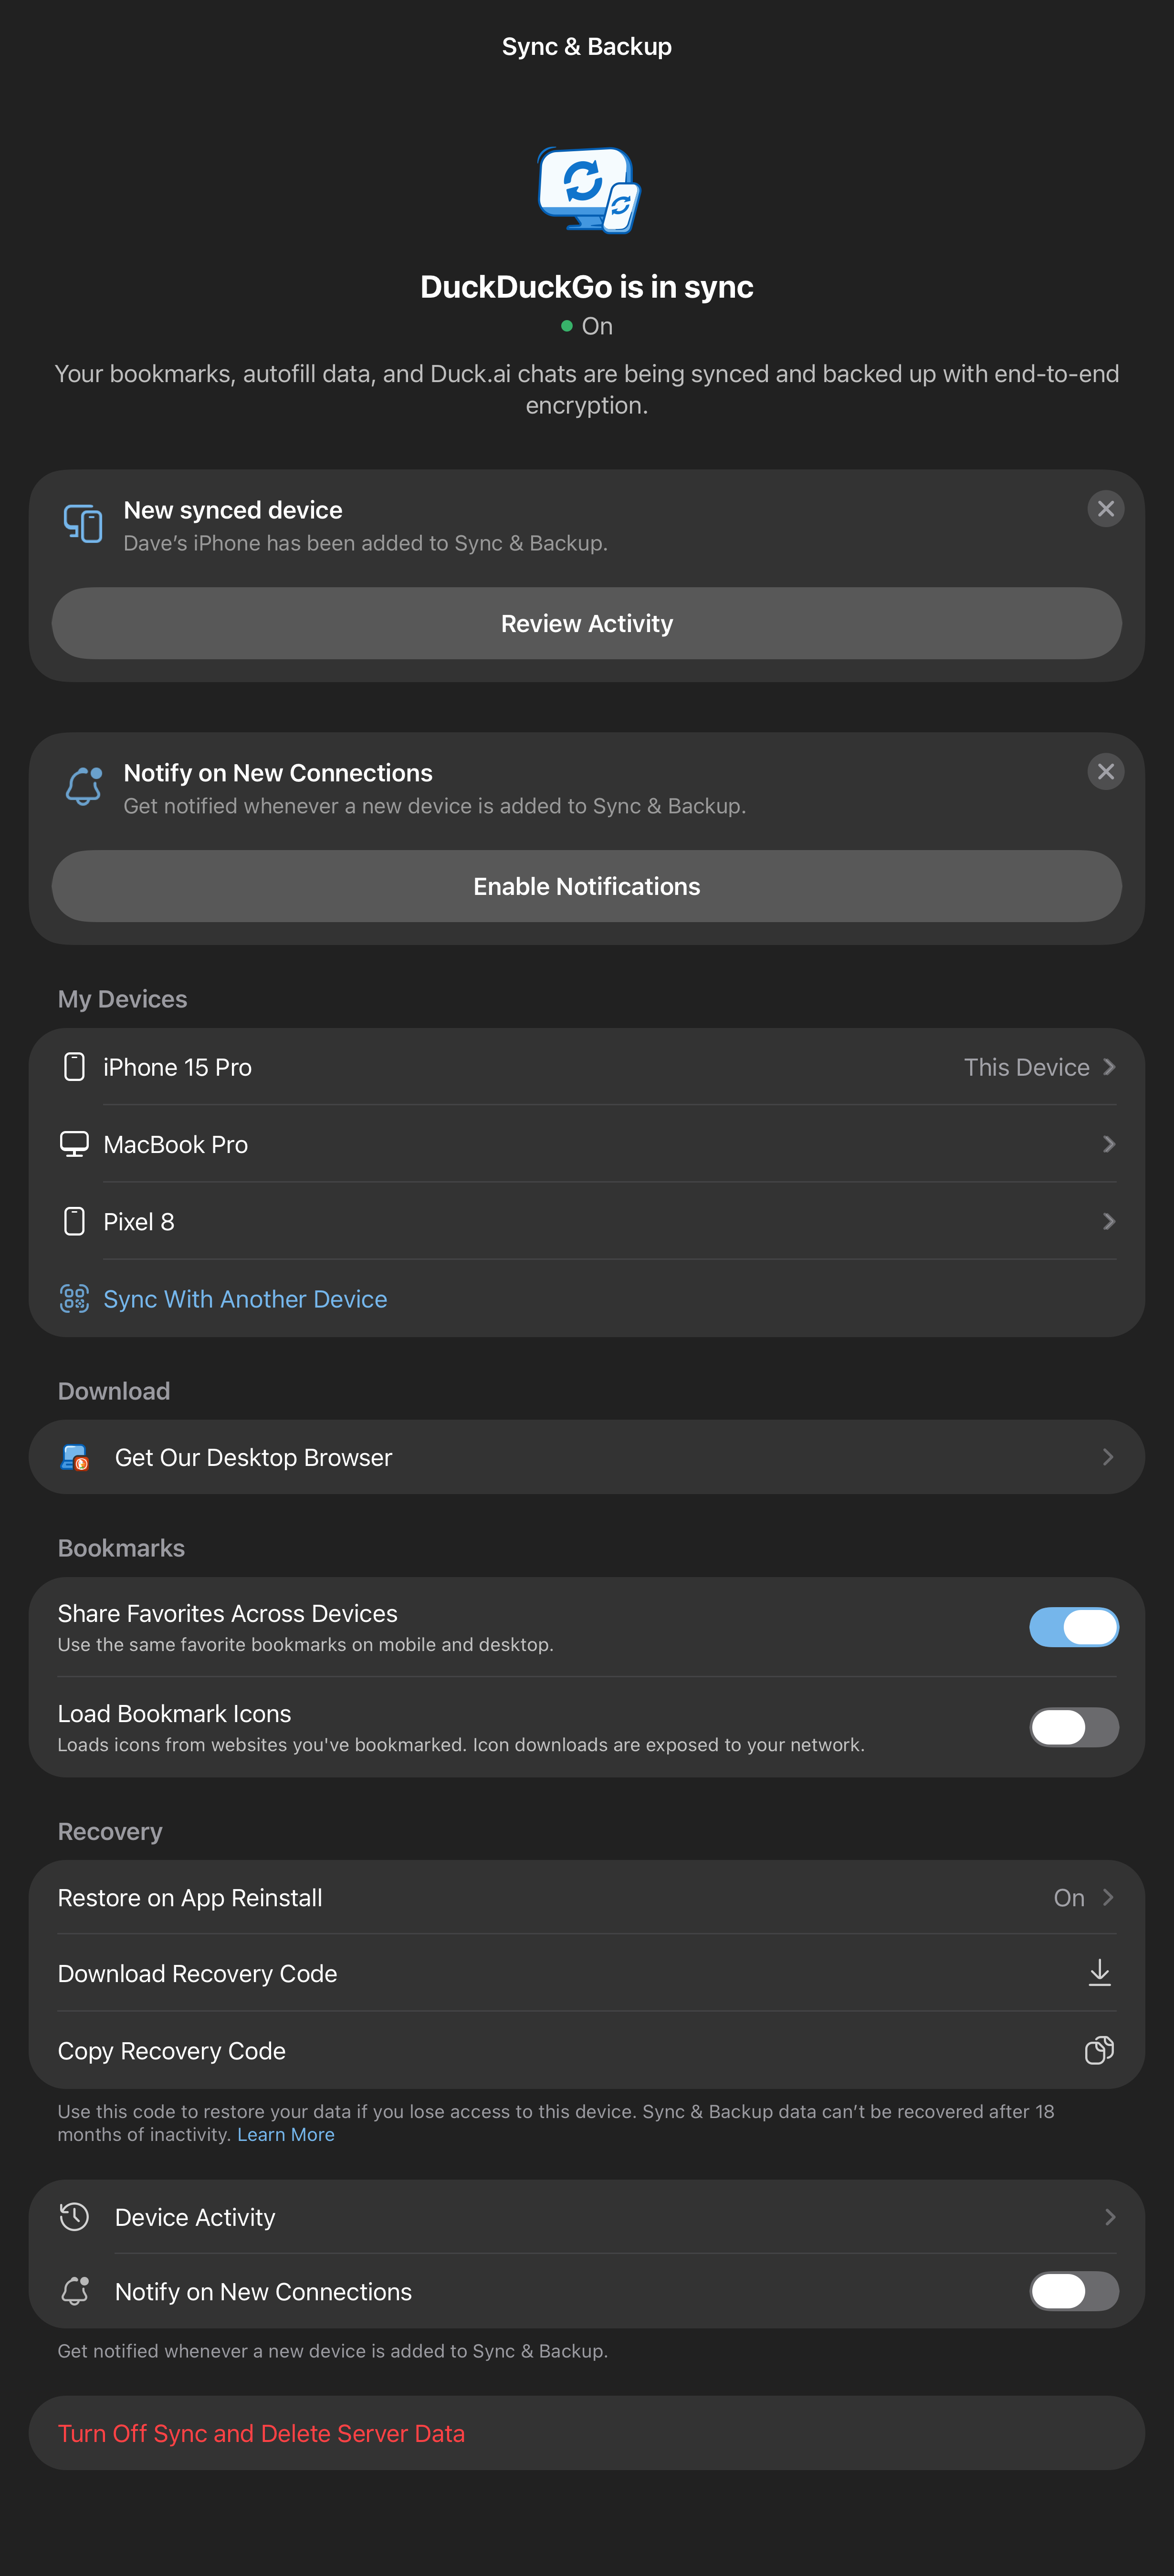 Sync & Backup
DuckDuckGo is in sync
On
Your bookmarks, autofill data, and Duck.ai chats are being synced and backed up with end-to-end
encryption.
New synced device
Dave’s iPhone has been added to Sync & Backup.
Review Activity
Notify on New Connections
Get notified whenever a new device is added to Sync & Backup.
Enable Notifications
My Devices
iPhone 15 Pro This Device
MacBook Pro
Pixel 8
Sync With Another Device
Download
Get Our Desktop Browser
Bookmarks
Share Favorites Across Devices
Use the same favorite bookmarks on mobile and desktop.
Load Bookmark Icons
Loads icons from websites you've bookmarked. Icon downloads are exposed to your network.
Recovery
Restore on App Reinstall On
Download Recovery Code
Copy Recovery Code
Use this code to restore your data if you lose access to this device. Sync & Backup data can’t be recovered after 18
months of inactivity. Learn More
Device Activity
Notify on New Connections
Get notified whenever a new device is added to Sync & Backup.
Turn Off Sync and Delete Server Data